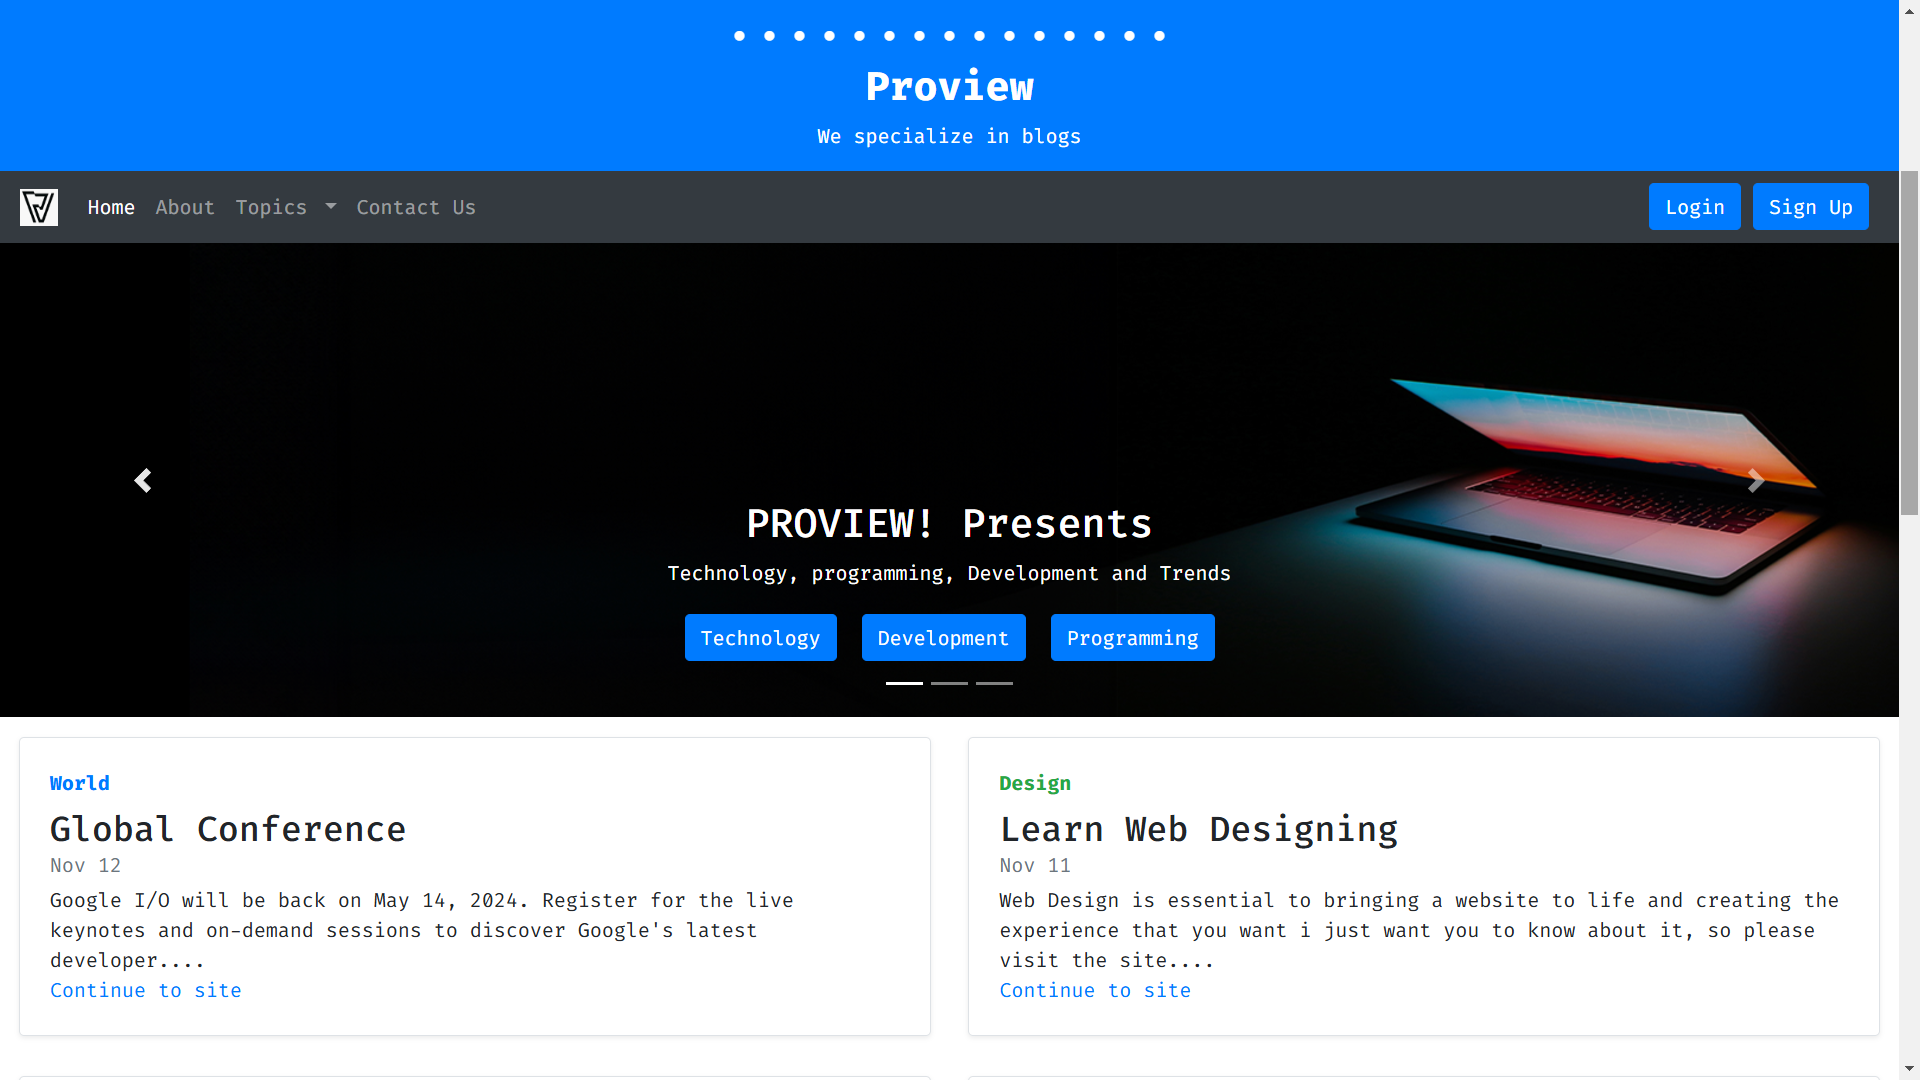 Proview
We specialize in blogs
Home About Topics Contact Us Login Sign Up
PROVIEW! Presents
Technology, programming, Development and Trends
Technology Development Programming
World
Global Conference
Nov 12
Google I/O will be back on May 14, 2024. Register for the live
keynotes and on-demand sessions to discover Google's latest
developer....
Continue to site
Design
Learn Web Designing
Nov 11
Web Design is essential to bringing a website to life and creating the
experience that you want i just want you to know about it, so please
visit the site....
Continue to site